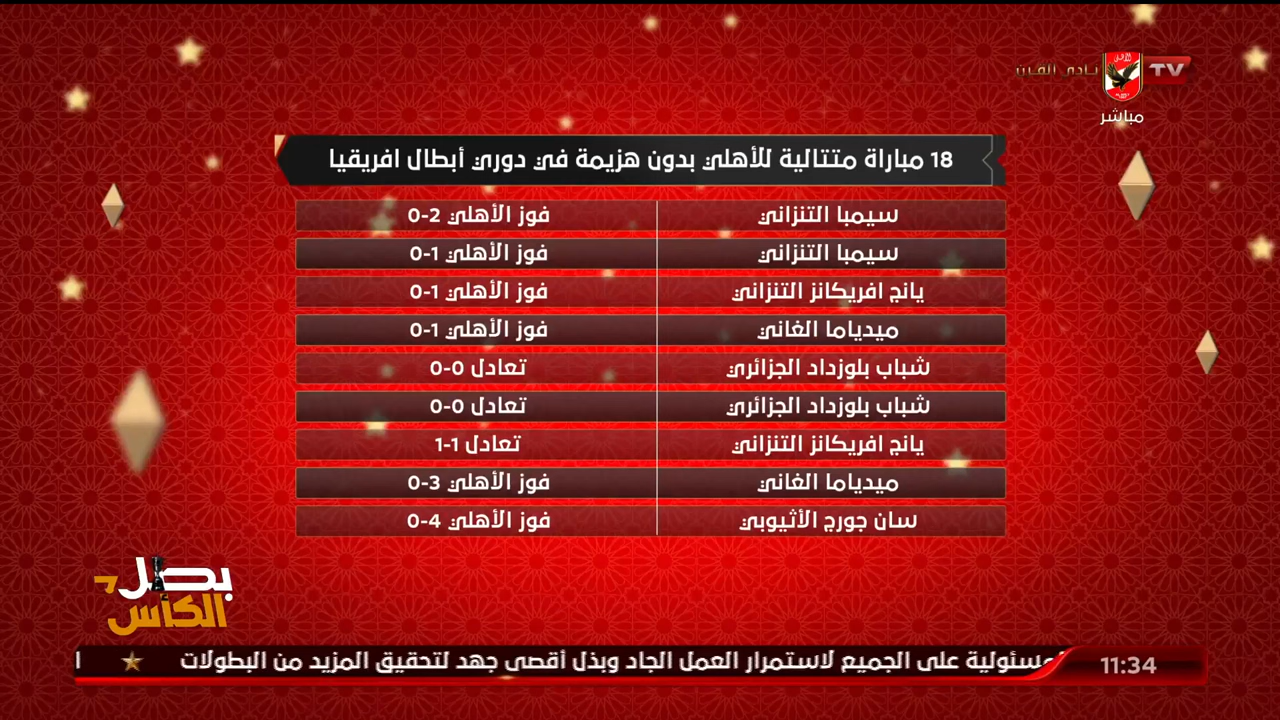 نادي القرن TV
مباشر
18 مباراة متتالية للأهلي بدون هزيمة في دوري أبطال افريقيا
سيمبا التنزاني فوز الأهلي 2-0
سيمبا التنزاني فوز الأهلي 1-0
يانج افريكانز التنزاني فوز الأهلي 1-0
ميدياما الغاني فوز الأهلي 1-0
شباب بلوزداد الجزائري تعادل 0-0
شباب بلوزداد الجزائري تعادل 0-0
يانج افريكانز التنزاني تعادل 1-1
ميدياما الغاني فوز الأهلي 3-0
سان جورج الأثيوبي فوز الأهلي 4-0
الكأس
على الجميع لاستمرار العمل الجاد وبذل أقصى جهد لتحقيق المزيد من البطولات
11:34